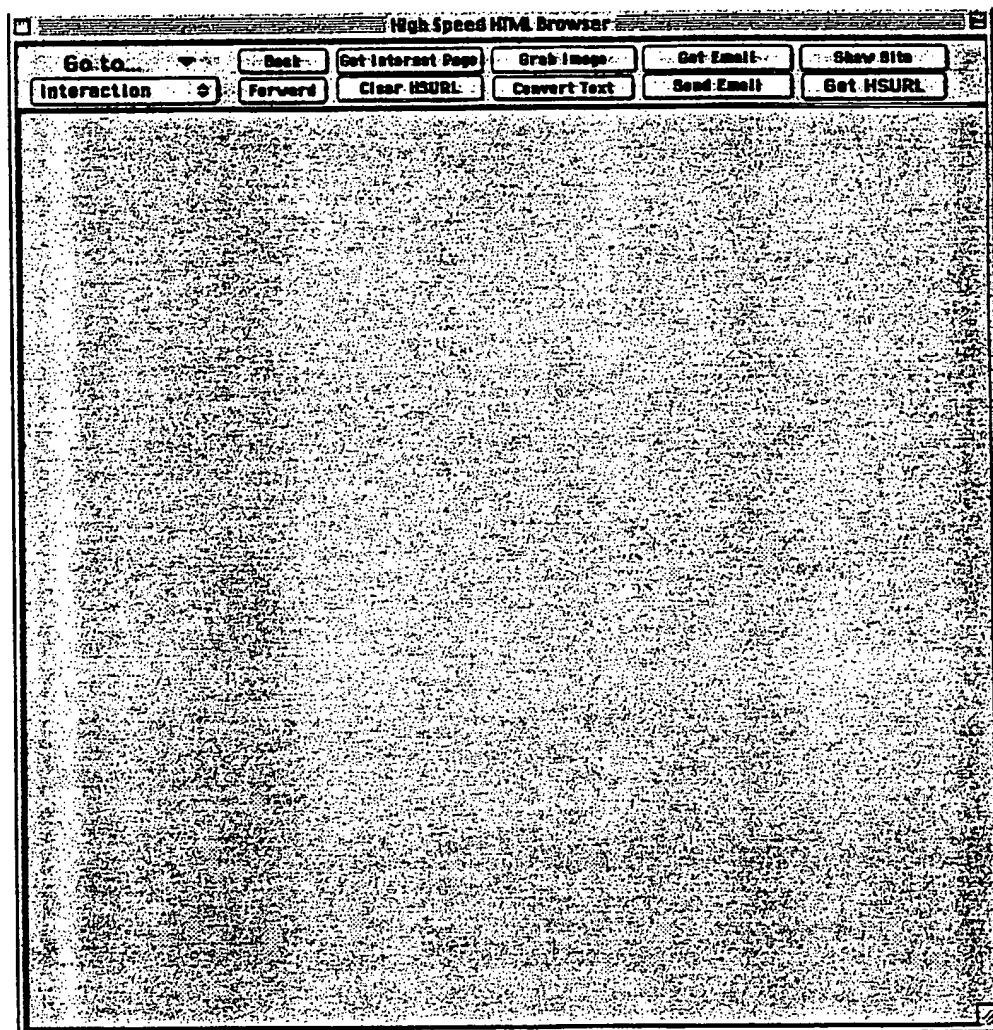 High Speed HTML Browser
Go to... Back Get Internet Page Grab Image Get Email Show Site
Interaction Forward Clear HSURL Convert Text Send Email Get HSURL